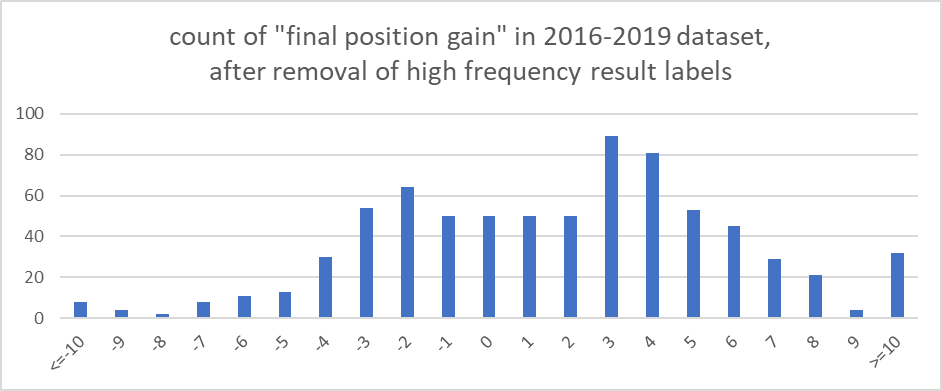 count of "final position gain" in 2016-2019 dataset,
after removal of high frequency result labels
100
80
60
40
20
0
<=-10 -9 -8 -7 -6 -5 -4 -3 -2 -1 0 1 2 3 4 5 6 7 8 9 >=10